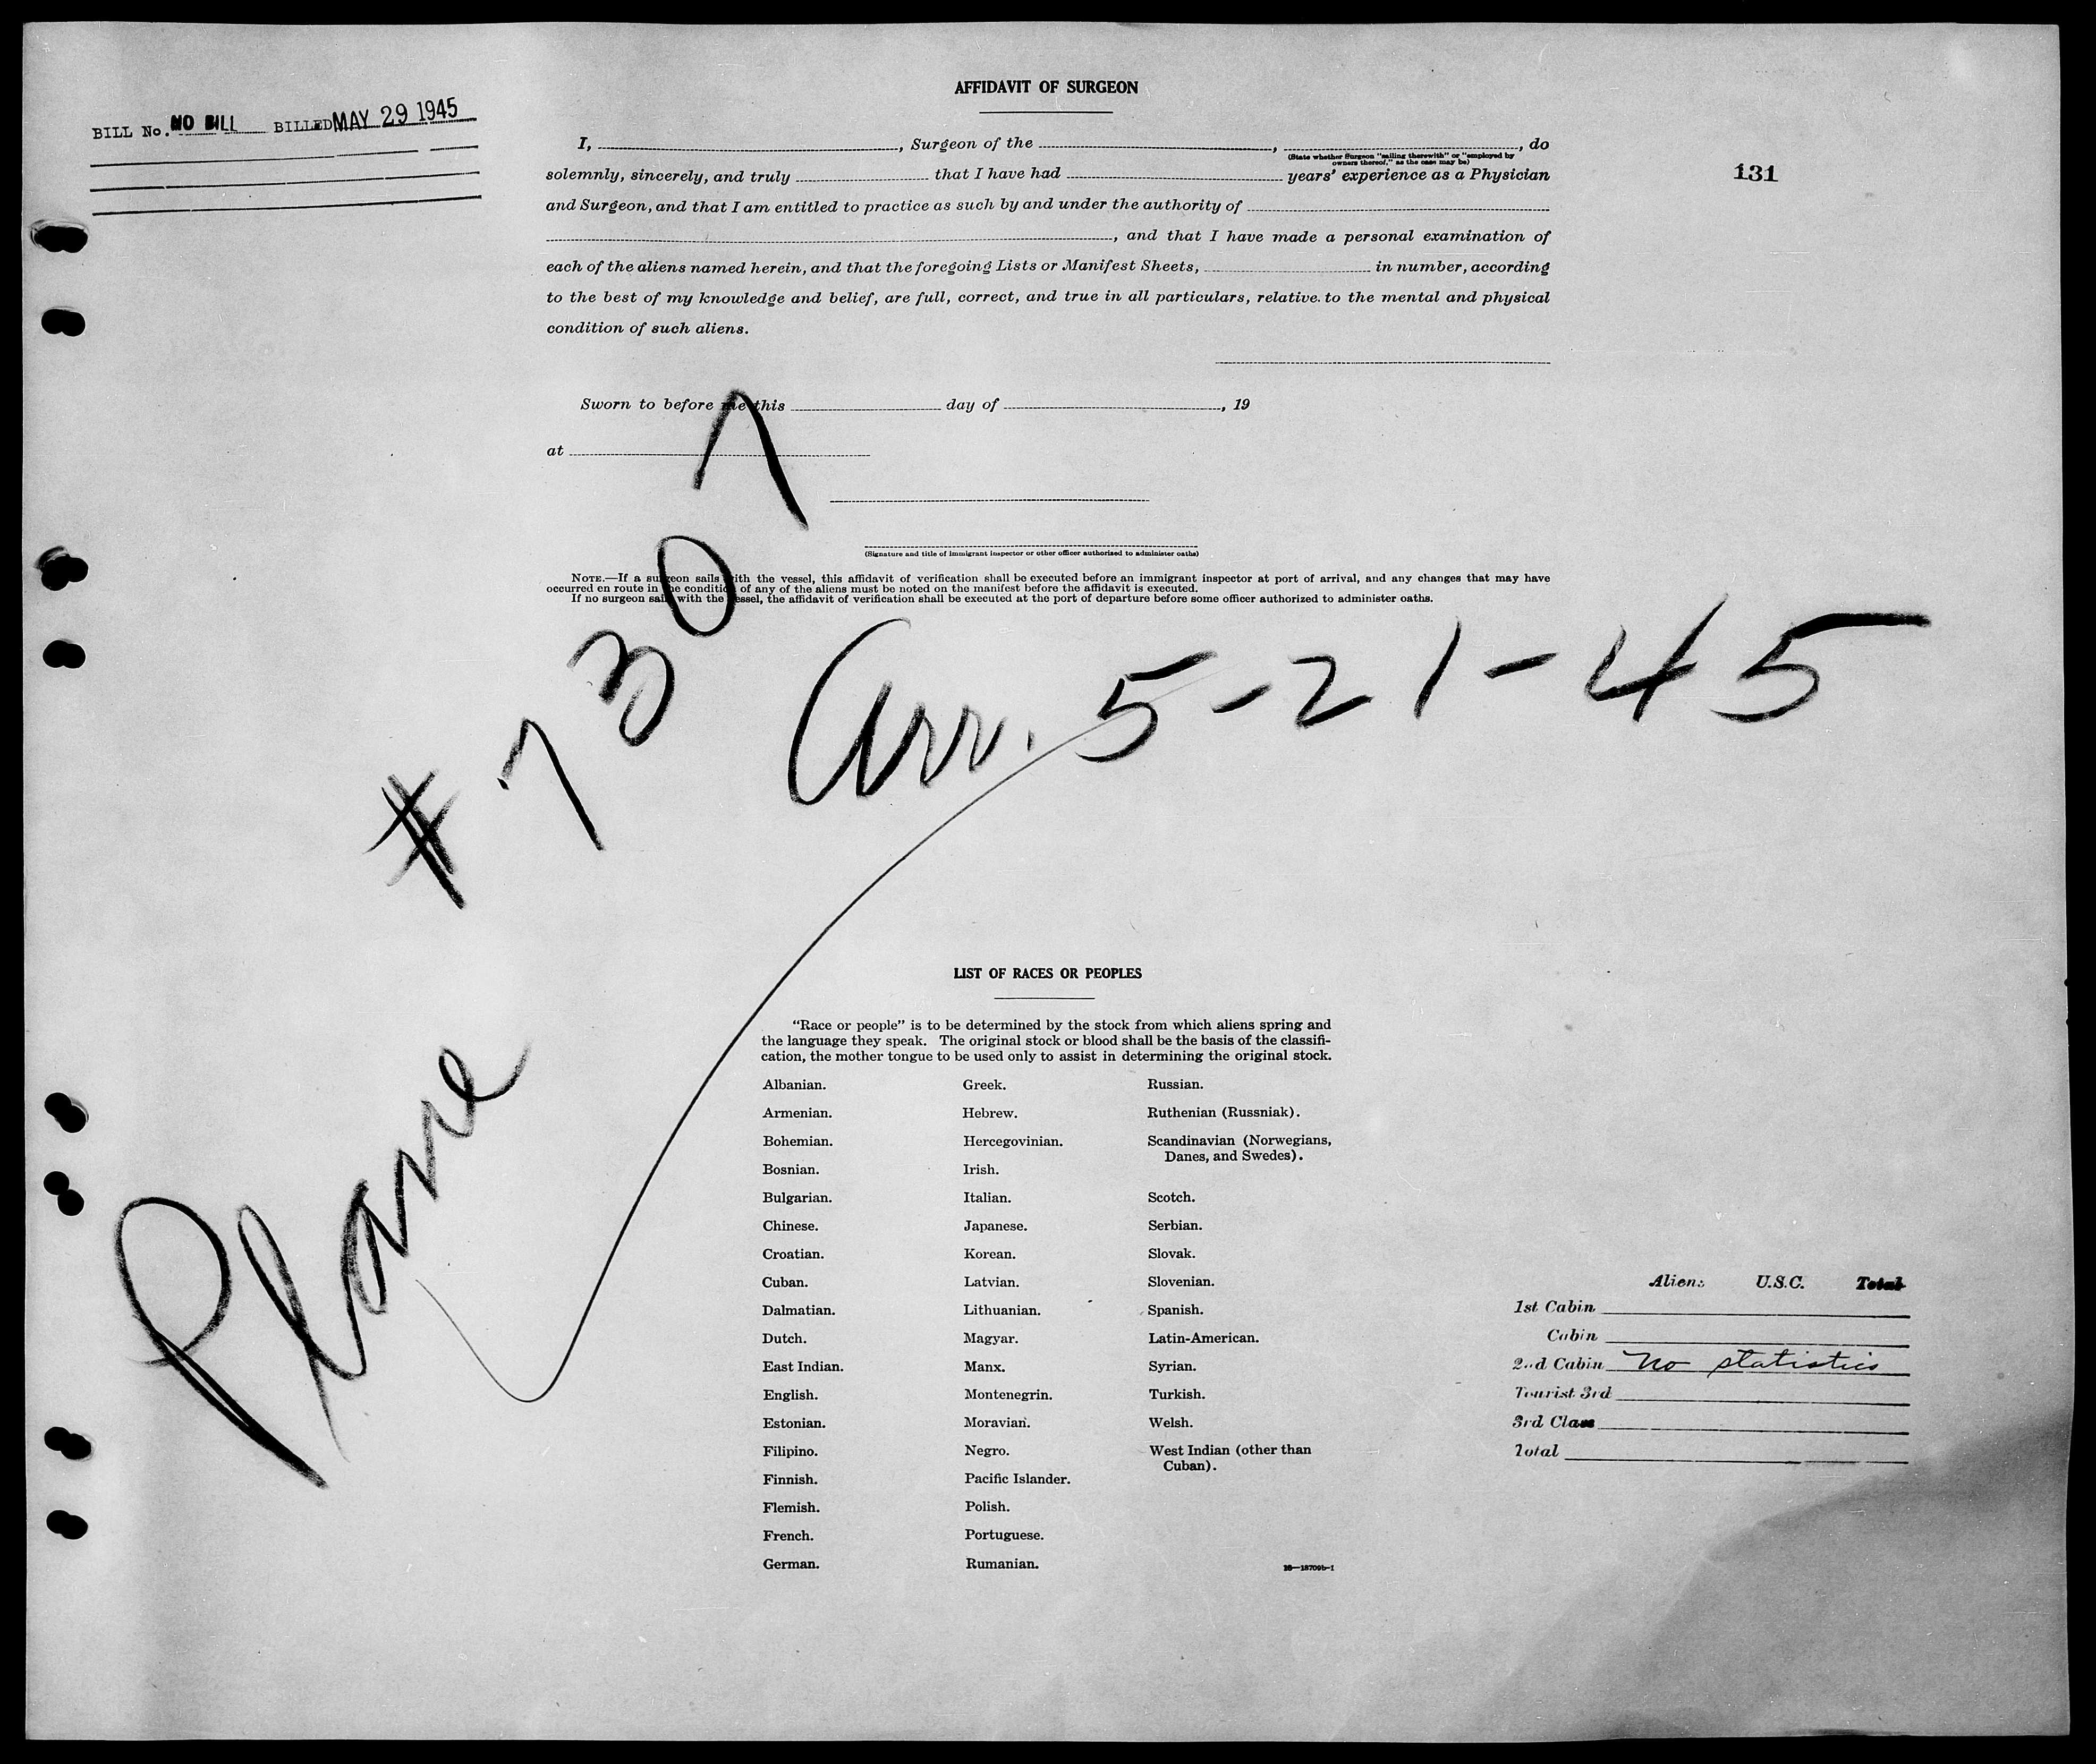 BILL No. NO BILL BILLED MAY 29 1945
AFFIDAVIT OF SURGEON
131
I, , Surgeon of the , , do
(State whether Surgeon "sailing therewith" or "employed by
owners thereof," as the case may be)
solemnly, sincerely, and truly that I have had years' experience as a Physician
and Surgeon, and that I am entitled to practice as such by and under the authority of
, and that I have made a personal examination of
each of the aliens named herein, and that the foregoing Lists or Manifest Sheets, in number, according
to the best of my knowledge and belief, are full, correct, and true in all particulars, relative to the mental and physical
condition of such aliens.
Sworn to before me this day of , 19
at
(Signature and title of immigrant inspector or other officer authorized to administer oaths)
NOTE.—If a surgeon sails with the vessel, this affidavit of verification shall be executed before an immigrant inspector at port of arrival, and any changes that may have
occurred en route in the condition of any of the aliens must be noted on the manifest before the affidavit is executed.
If no surgeon sails with the vessel, the affidavit of verification shall be executed at the port of departure before some officer authorized to administer oaths.
Plane # 7307
Arr. 5-21-45
LIST OF RACES OR PEOPLES
"Race or people" is to be determined by the stock from which aliens spring and
the language they speak. The original stock or blood shall be the basis of the classifi-
cation, the mother tongue to be used only to assist in determining the original stock.
Albanian.
Armenian.
Bohemian.
Bosnian.
Bulgarian.
Chinese.
Croatian.
Cuban.
Dalmatian.
Dutch.
East Indian.
English.
Estonian.
Filipino.
Finnish.
Flemish.
French.
German.
Greek.
Hebrew.
Hercegovinian.
Irish.
Italian.
Japanese.
Korean.
Latvian.
Lithuanian.
Magyar.
Manx.
Montenegrin.
Moravian.
Negro.
Pacific Islander.
Polish.
Portuguese.
Rumanian.
Russian.
Ruthenian (Russniak).
Scandinavian (Norwegians,
Danes, and Swedes).
Scotch.
Serbian.
Slovak.
Slovenian.
Spanish.
Latin-American.
Syrian.
Turkish.
Welsh.
West Indian (other than
Cuban).
16—18709b-1
Aliens U.S.C. Total
1st Cabin
Cabin
2nd Cabin No statistics
Tourist 3rd
3rd Class
Total